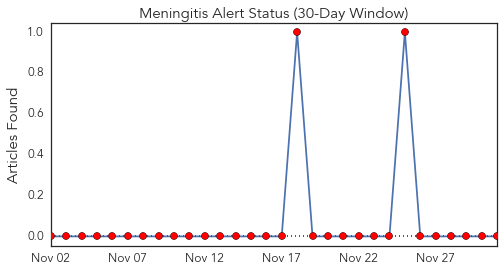 Meningitis Alert Status (30-Day Window)
Articles Found
1.0
0.8
0.6
0.4
0.2
0.0
Nov 02 Nov 07 Nov 12 Nov 17 Nov 22 Nov 27